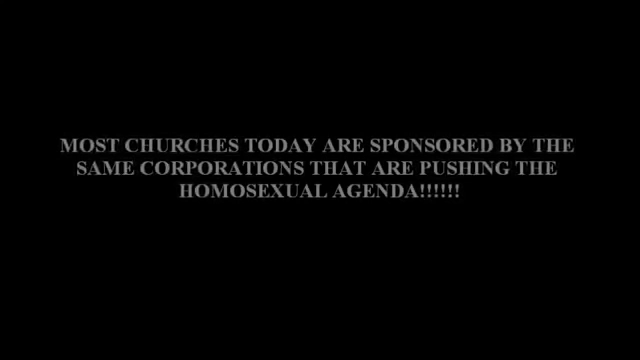 MOST CHURCHES TODAY ARE SPONSORED BY THE
SAME CORPORATIONS THAT ARE PUSHING THE
HOMOSEXUAL AGENDA!!!!!!